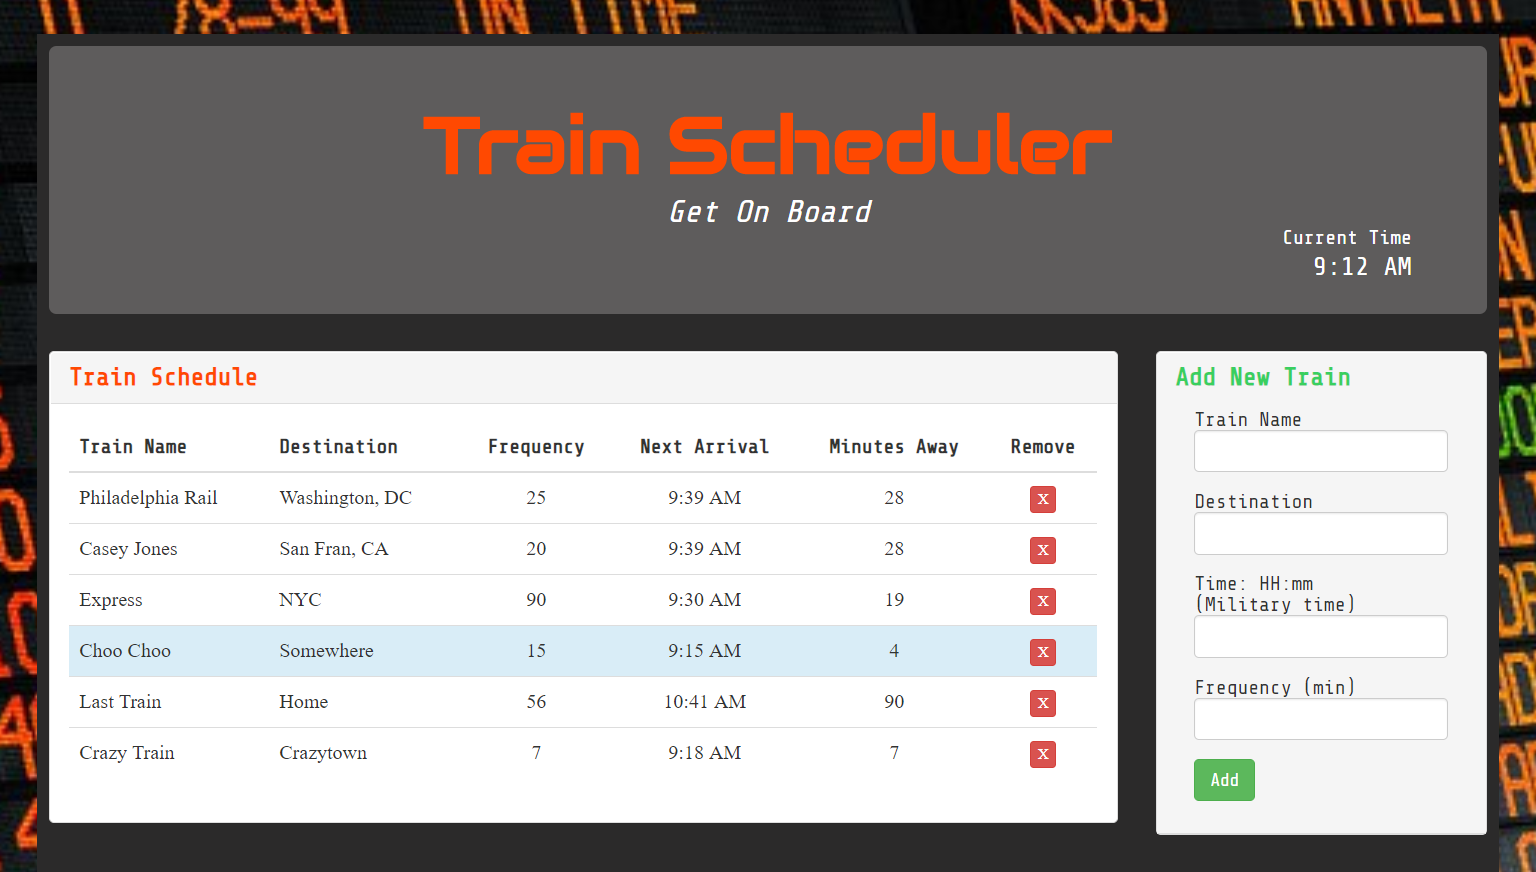 78-99 IN TIME
Train Scheduler
Get On Board
Current Time
9:12 AM
Train Schedule
Train Name Destination Frequency Next Arrival Minutes Away Remove
Philadelphia Rail Washington, DC 25 9:39 AM 28 x
Casey Jones San Fran, CA 20 9:39 AM 28 x
Express NYC 90 9:30 AM 19 x
Choo Choo Somewhere 15 9:15 AM 4 x
Last Train Home 56 10:41 AM 90 x
Crazy Train Crazytown 7 9:18 AM 7 x
Add New Train
Train Name
Destination
Time: HH:mm
(Military time)
Frequency (min)
Add